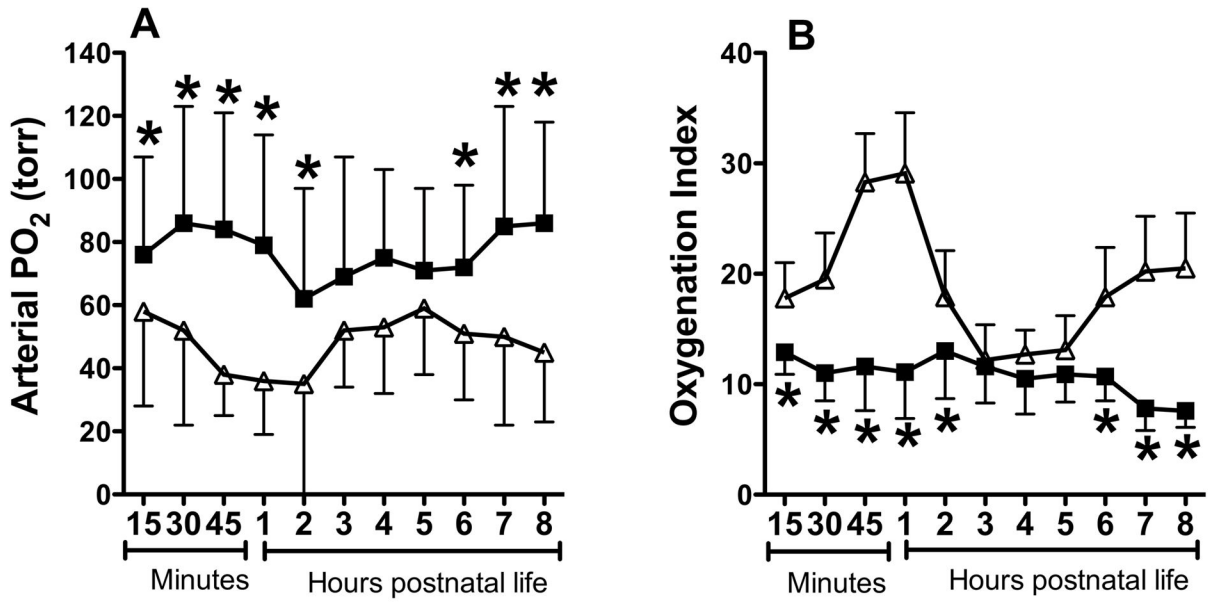 A
Arterial PO2 (torr)
140
120
100
80
60
40
20
0
* * * * * * * *
15 30 45 1 2 3 4 5 6 7 8
Minutes Hours postnatal life
B
Oxygenation Index
40
30
20
10
0
* * * * * * * *
15 30 45 1 2 3 4 5 6 7 8
Minutes Hours postnatal life